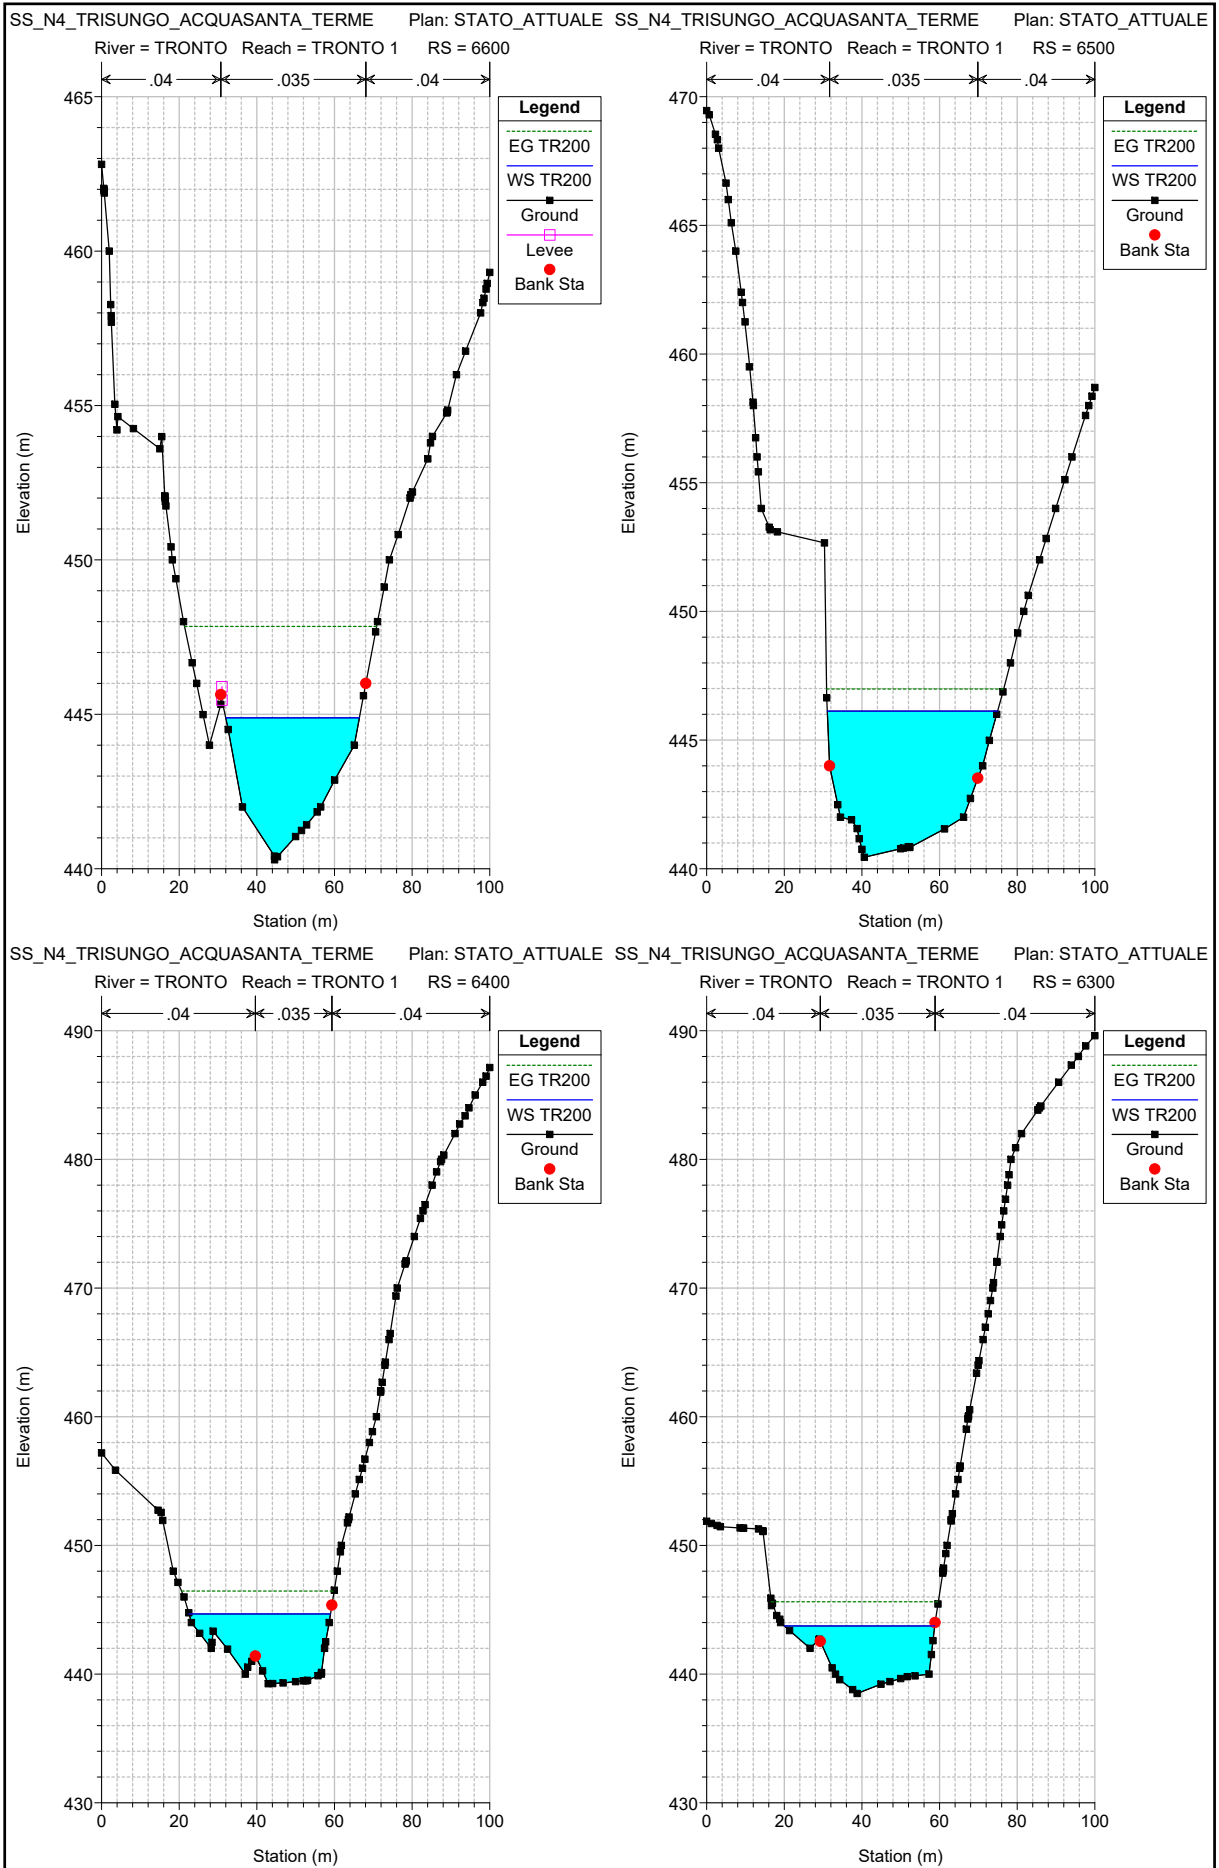 SS_N4_TRISUNGO_ACQUASANTA_TERME Plan: STATO_ATTUALE
River = TRONTO Reach = TRONTO 1 RS = 6600
.04 .035 .04
465
460
455
450
445
440
Elevation (m)
0 20 40 60 80 100
Station (m)
Legend
EG TR200
WS TR200
Ground
Levee
Bank Sta
SS_N4_TRISUNGO_ACQUASANTA_TERME Plan: STATO_ATTUALE
River = TRONTO Reach = TRONTO 1 RS = 6500
.04 .035 .04
470
465
460
455
450
445
440
Elevation (m)
0 20 40 60 80 100
Station (m)
Legend
EG TR200
WS TR200
Ground
Bank Sta
SS_N4_TRISUNGO_ACQUASANTA_TERME Plan: STATO_ATTUALE
River = TRONTO Reach = TRONTO 1 RS = 6400
.04 .035 .04
490
480
470
460
450
440
430
Elevation (m)
0 20 40 60 80 100
Station (m)
Legend
EG TR200
WS TR200
Ground
Bank Sta
SS_N4_TRISUNGO_ACQUASANTA_TERME Plan: STATO_ATTUALE
River = TRONTO Reach = TRONTO 1 RS = 6300
.04 .035 .04
490
480
470
460
450
440
430
Elevation (m)
0 20 40 60 80 100
Station (m)
Legend
EG TR200
WS TR200
Ground
Bank Sta